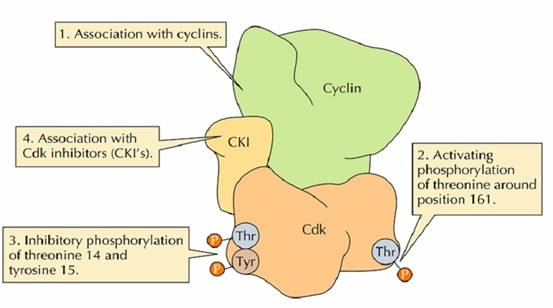 1. Association with cyclins.
Cyclin
4. Association with
Cdk inhibitors (CKI's).
CKI
2. Activating
phosphorylation
of threonine around
position 161.
3. Inhibitory phosphorylation
of threonine 14 and
tyrosine 15.
P
Thr
P
Tyr
Cdk
Thr
P